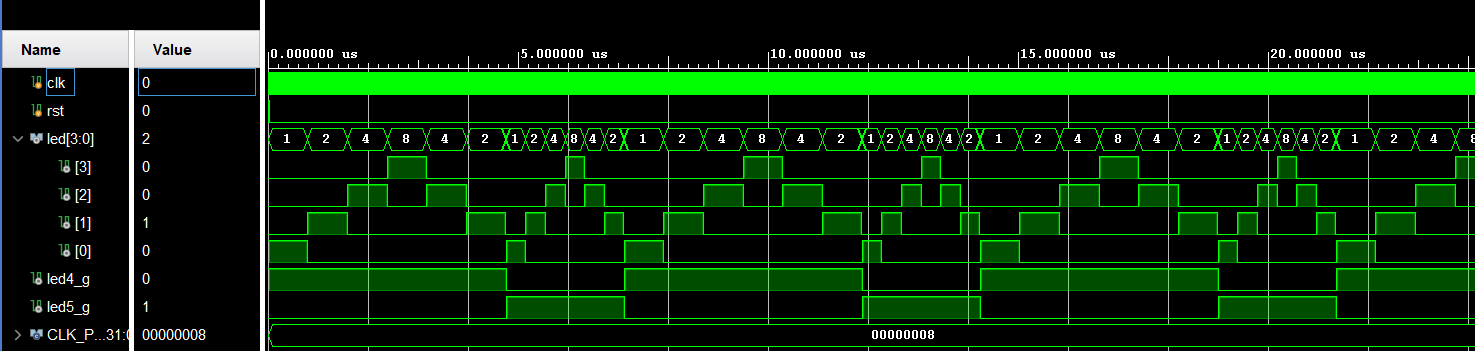 Name Value 0.000000 us 5.000000 us 10.000000 us 15.000000 us 20.000000 us
clk 0
rst 0
led[3:0] 2 1 2 4 8 4 2 1 2 4 8 4 2 1 2 4 8 4 2 1 2 4 8 4 2 1 2 4 8 4 2 1 2 4 8 4 2 1 2 4 8
[3] 0
[2] 0
[1] 1
[0] 0
led4_g 0
led5_g 1
CLK_P...31:0 00000008 00000008